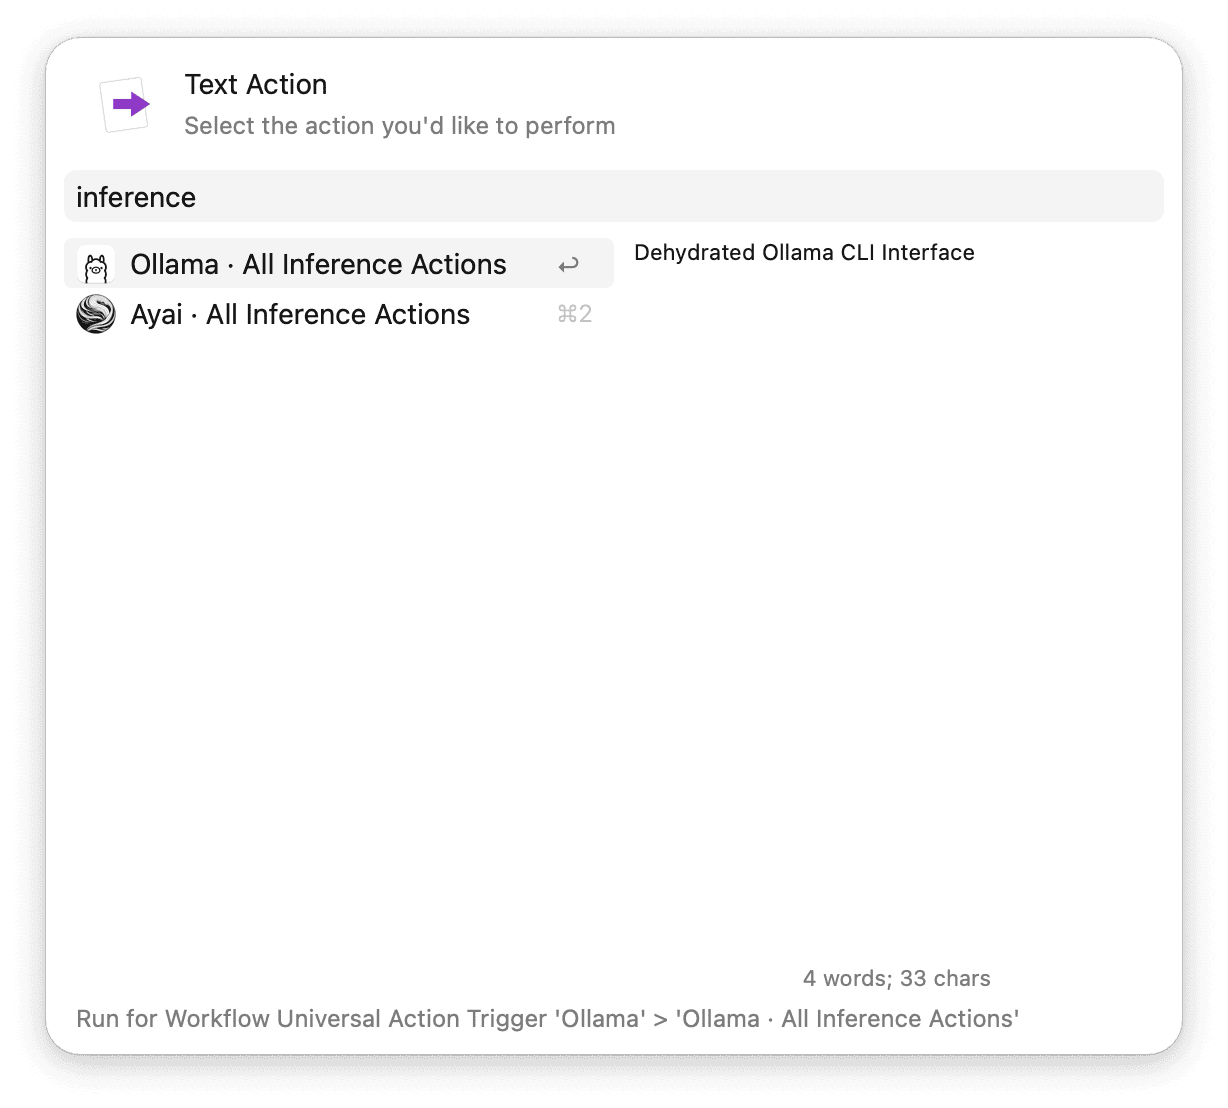 Text Action
Select the action you'd like to perform
inference
Ollama · All Inference Actions ↩
Ayai · All Inference Actions ⌘2
Dehydrated Ollama CLI Interface
4 words; 33 chars
Run for Workflow Universal Action Trigger 'Ollama' > 'Ollama · All Inference Actions'